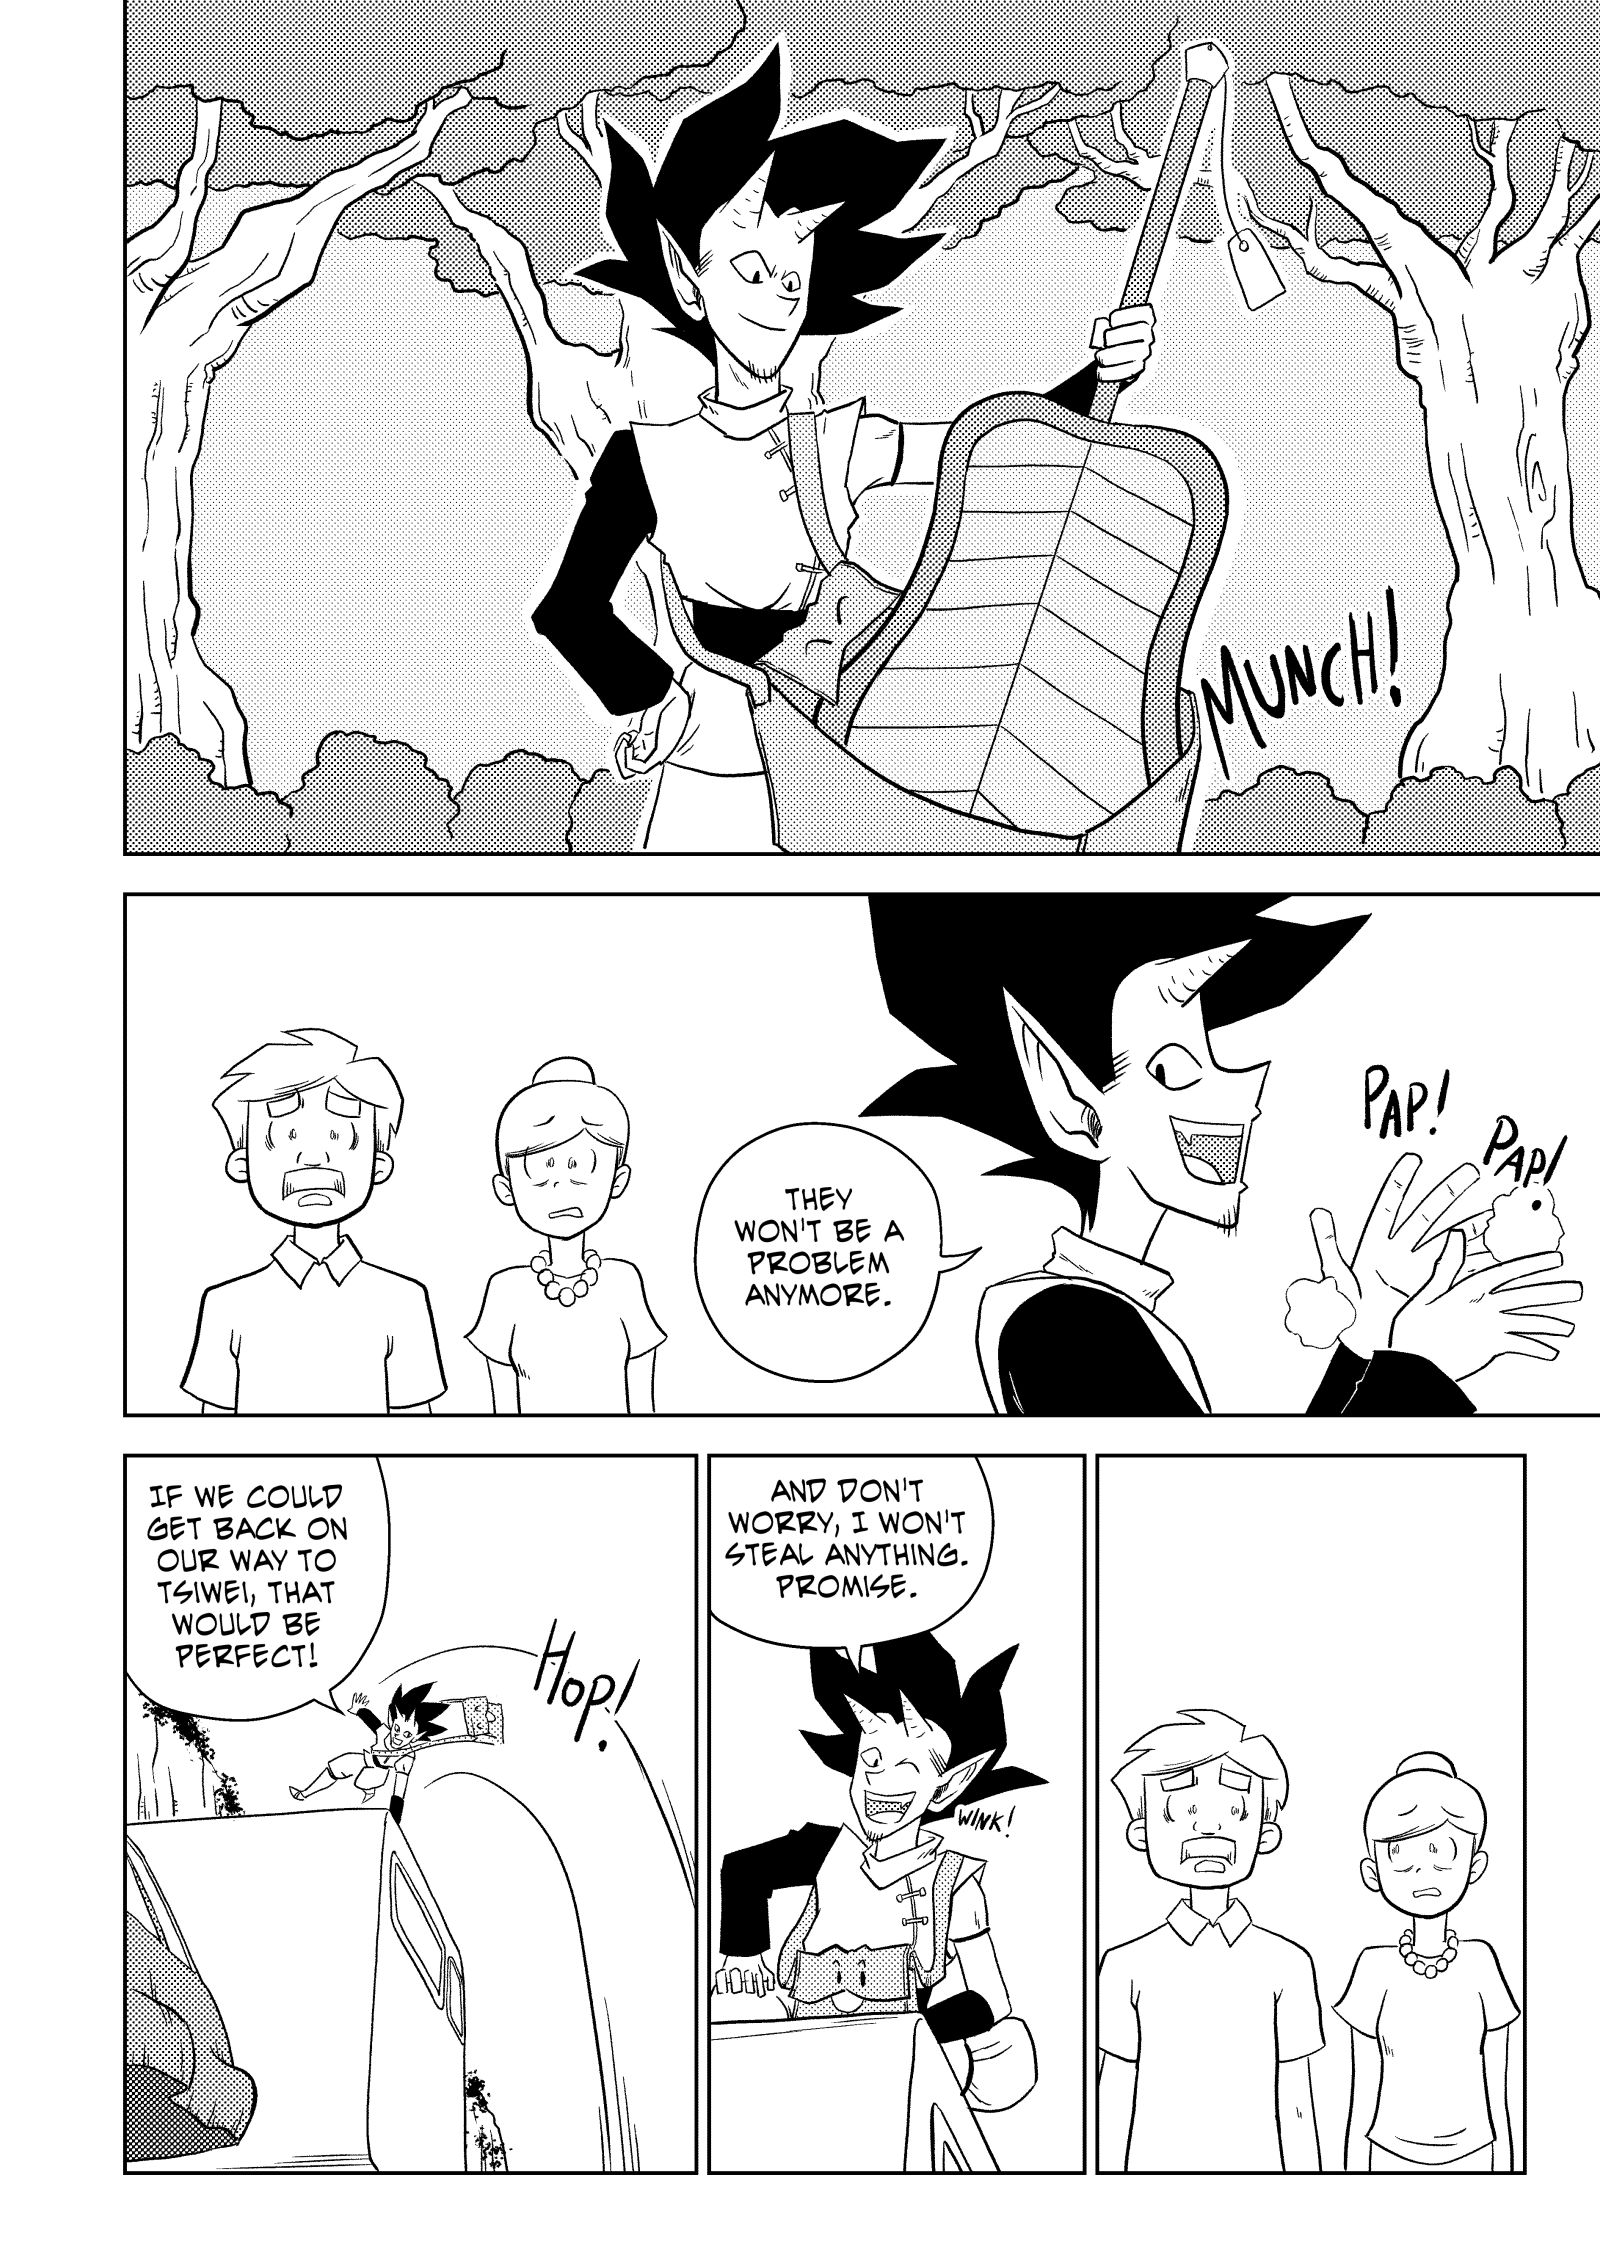 MUNCH!
THEY
WON'T BE A
PROBLEM
ANYMORE.
PAP!
PAP!
IF WE COULD
GET BACK ON
OUR WAY TO
TSIWEI, THAT
WOULD BE
PERFECT!
HOP!
AND DON'T
WORRY, I WON'T
STEAL ANYTHING.
PROMISE.
WINK!